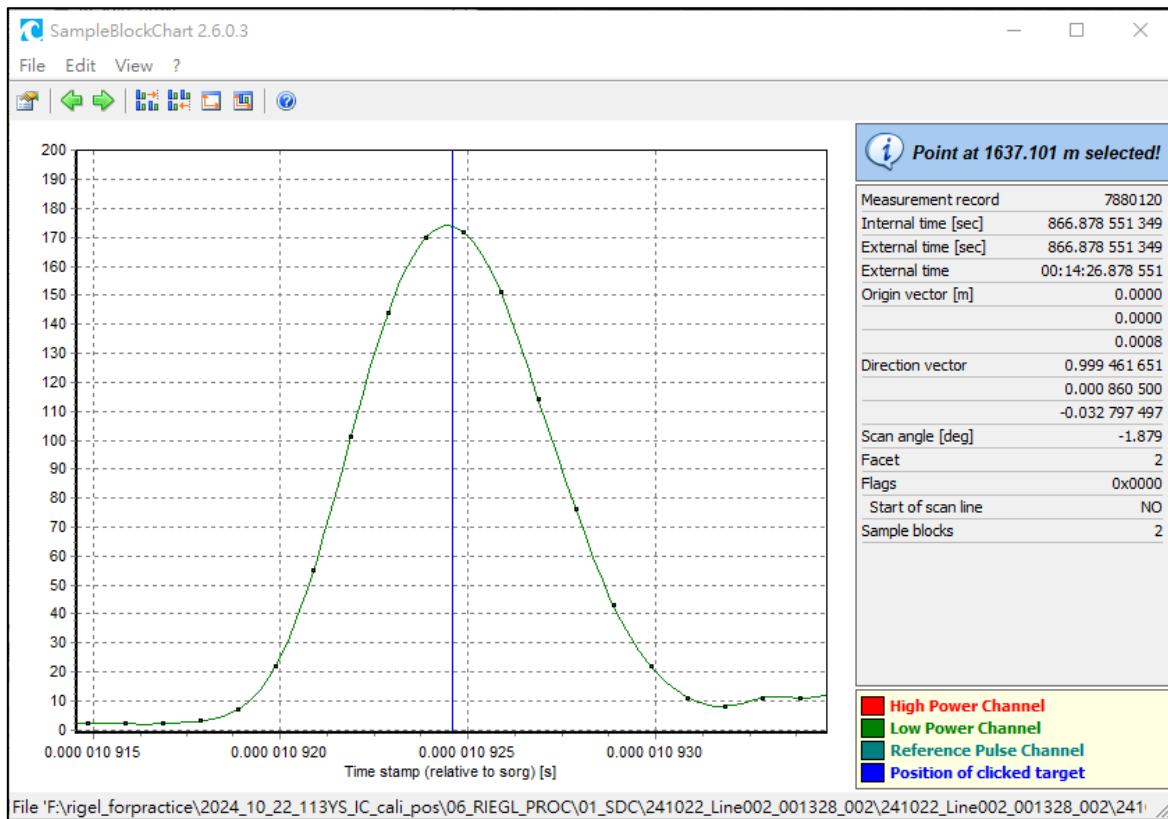 SampleBlockChart 2.6.0.3
File Edit View ?
Point at 1637.101 m selected!
200
190
180
170
160
150
140
130
120
110
100
90
80
70
60
50
40
30
20
10
0
0.000 010 915 0.000 010 920 0.000 010 925 0.000 010 930
Time stamp (relative to sorg) [s]
Measurement record 7880120
Internal time [sec] 866.878 551 349
External time [sec] 866.878 551 349
External time 00:14:26.878 551
Origin vector [m] 0.0000
0.0000
0.0008
Direction vector 0.999 461 651
0.000 860 500
-0.032 797 497
Scan angle [deg] -1.879
Facet 2
Flags 0x0000
Start of scan line NO
Sample blocks 2
High Power Channel
Low Power Channel
Reference Pulse Channel
Position of clicked target
File 'F:\rigel_forpractice\2024_10_22_113YS_IC_cali_pos\06_RIEGL_PROC\01_SDC\241022_Line002_001328_002\241022_Line002_001328_002\241